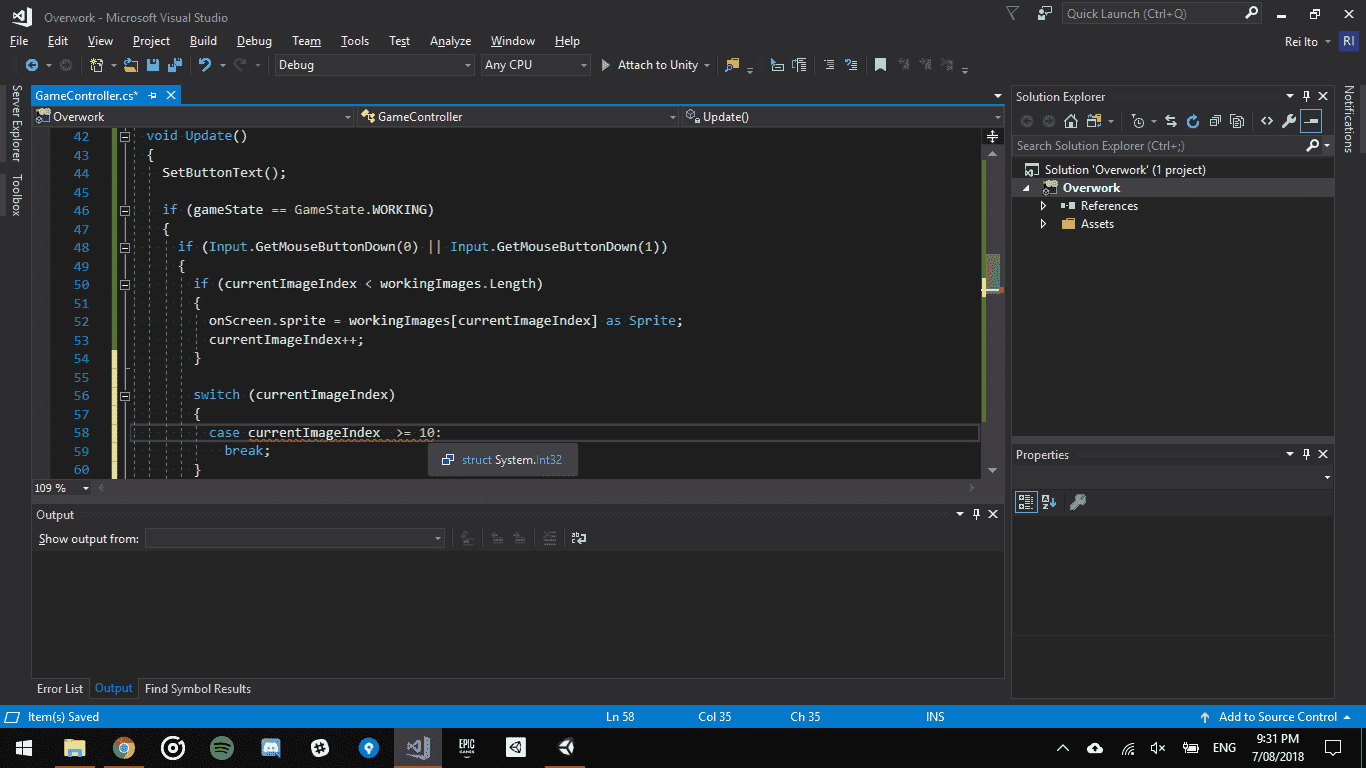 Overwork - Microsoft Visual Studio
Quick Launch (Ctrl+Q)
File Edit View Project Build Debug Team Tools Test Analyze Window Help
Rei Ito RI
Debug Any CPU Attach to Unity
Server Explorer
Toolbox
GameController.cs*
Overwork GameController Update()
42 void Update()
43 {
44 SetButtonText();
45
46 if (gameState == GameState.WORKING)
47 {
48 if (Input.GetMouseButtonDown(0) || Input.GetMouseButtonDown(1))
49 {
50 if (currentImageIndex < workingImages.Length)
51 {
52 onScreen.sprite = workingImages[currentImageIndex] as Sprite;
53 currentImageIndex++;
54 }
55
56 switch (currentImageIndex)
57 {
58 case currentImageIndex >= 10:
59 break;
60 }
struct System.Int32
109 %
Solution Explorer
Search Solution Explorer (Ctrl+;)
Solution 'Overwork' (1 project)
Overwork
References
Assets
Notifications
Properties
Output
Show output from:
Error List Output Find Symbol Results
Item(s) Saved Ln 58 Col 35 Ch 35 INS Add to Source Control
EPIC
GAMES
ENG
9:31 PM
7/08/2018